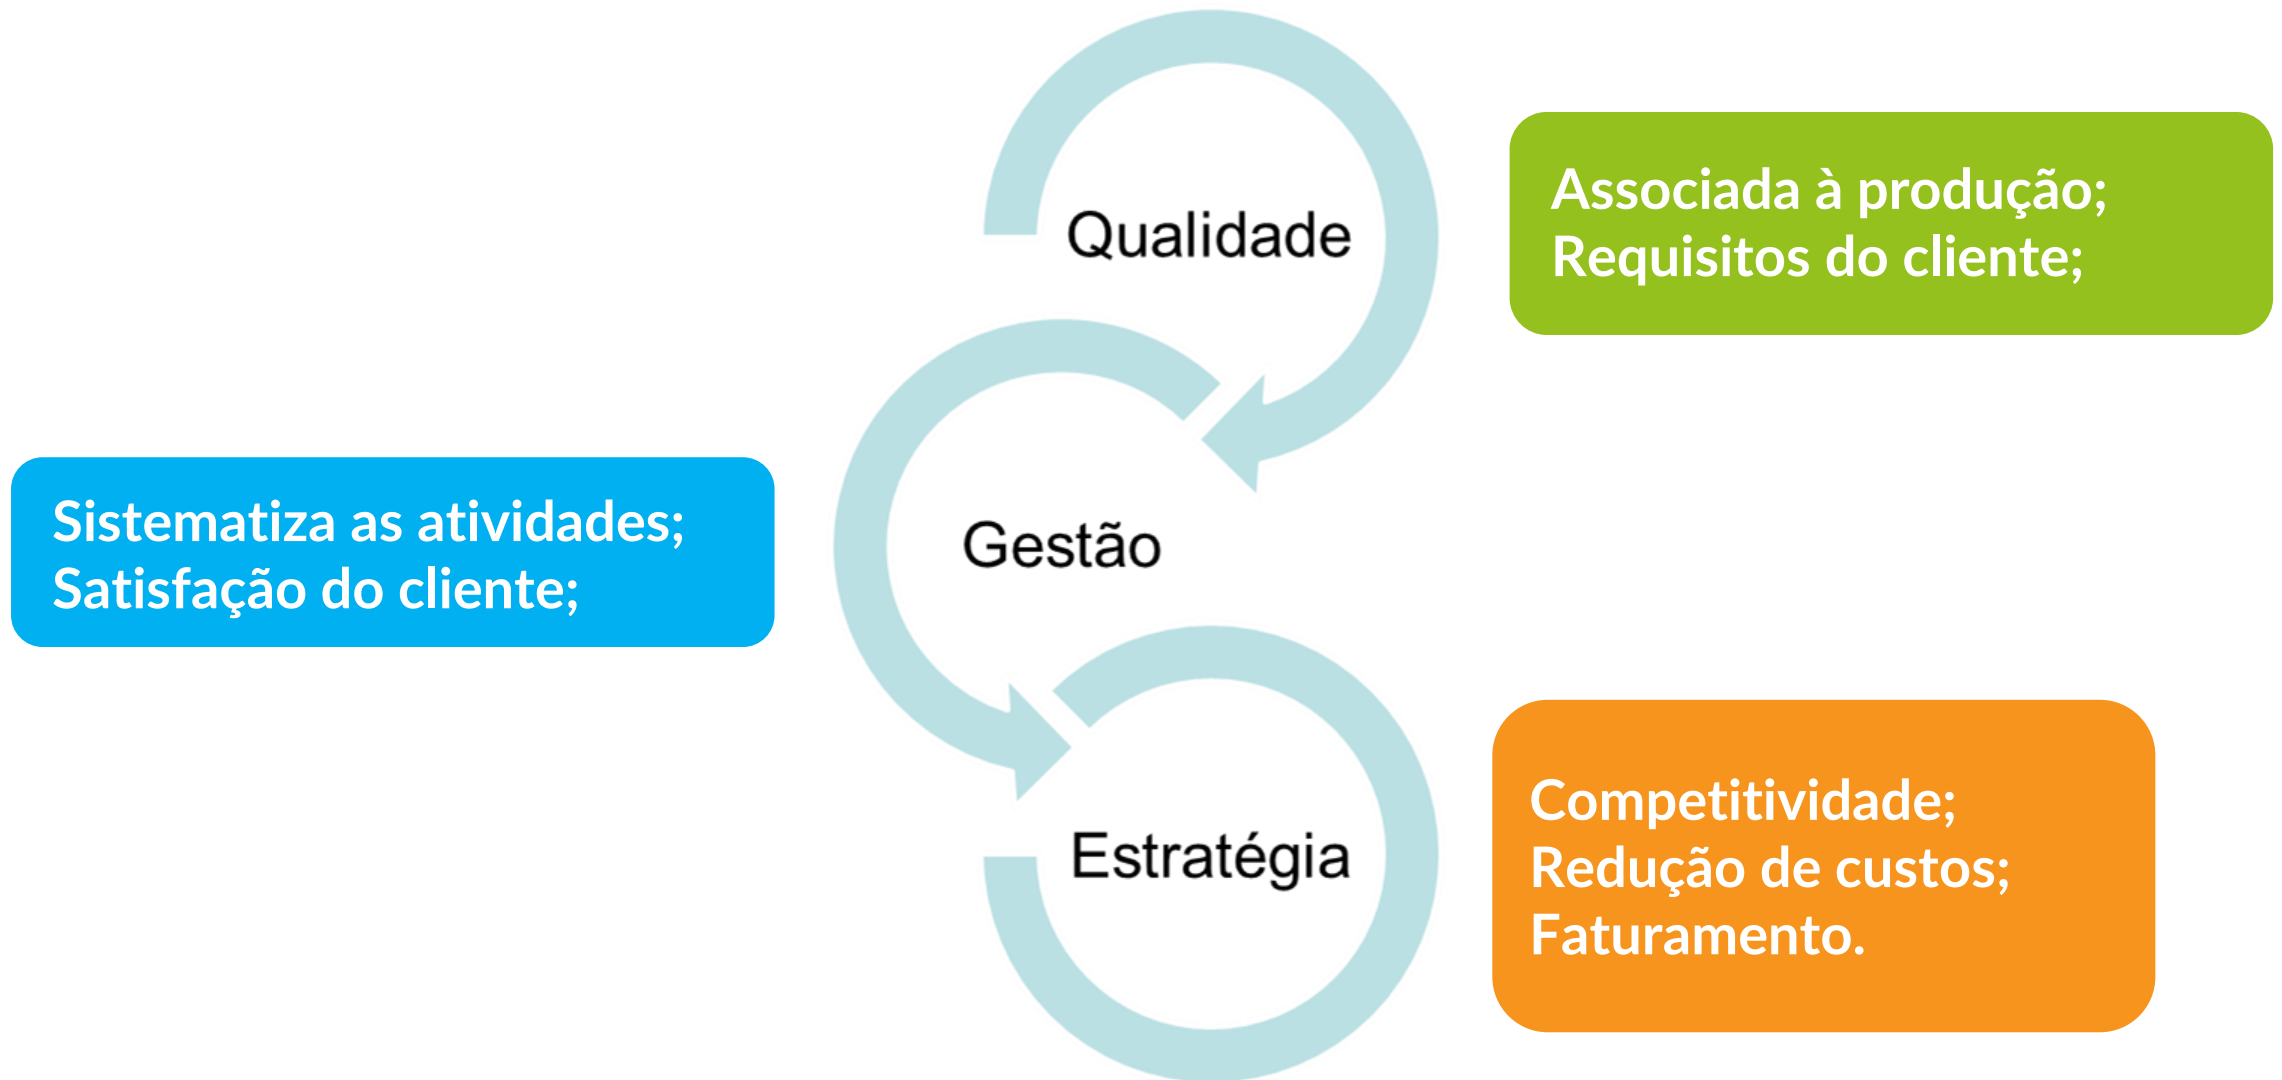 Qualidade
Associada à produção;
Requisitos do cliente;
Gestão
Sistematiza as atividades;
Satisfação do cliente;
Estratégia
Competitividade;
Redução de custos;
Faturamento.